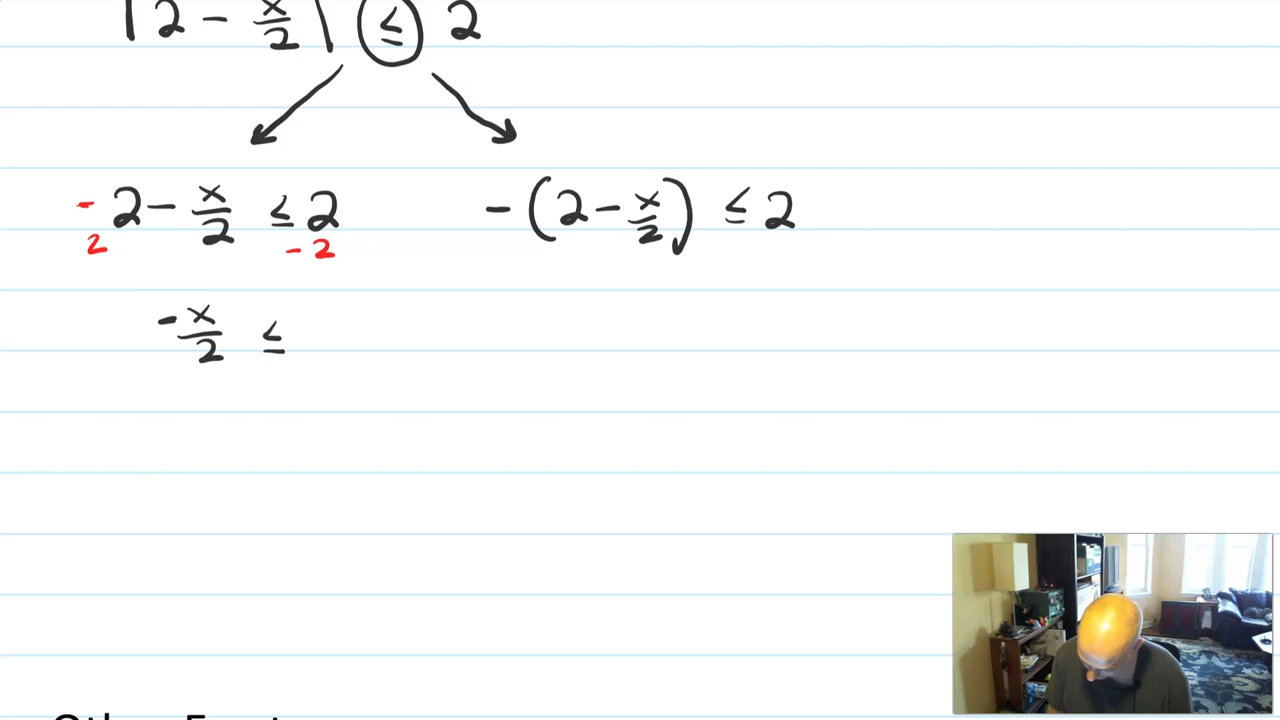 |2 - x/2| ≤ 2
2 - x/2 ≤ 2 -(2 - x/2) ≤ 2
- 2 - 2
-x/2 ≤